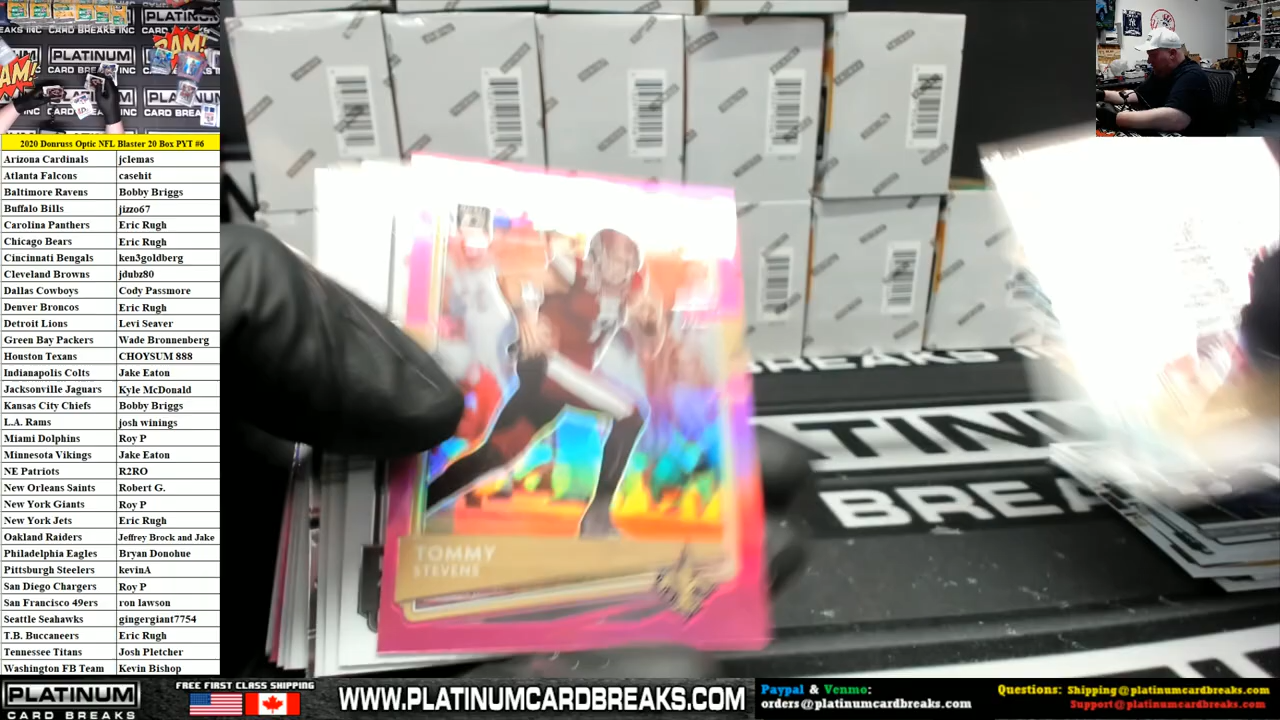 PLATINUM
CARD BREAKS
2020 Donruss Optic NFL Blaster 20 Box PYT #6
Arizona Cardinals jclemas
Atlanta Falcons casehit
Baltimore Ravens Bobby Briggs
Buffalo Bills jizzo67
Carolina Panthers Eric Rugh
Chicago Bears Eric Rugh
Cincinnati Bengals ken3goldberg
Cleveland Browns jdubz80
Dallas Cowboys Cody Passmore
Denver Broncos Eric Rugh
Detroit Lions Levi Seaver
Green Bay Packers Wade Bronnenberg
Houston Texans CHOYSUM 888
Indianapolis Colts Jake Eaton
Jacksonville Jaguars Kyle McDonald
Kansas City Chiefs Bobby Briggs
L.A. Rams josh winings
Miami Dolphins Roy P
Minnesota Vikings Jake Eaton
NE Patriots R2RO
New Orleans Saints Robert G.
New York Giants Roy P
New York Jets Eric Rugh
Oakland Raiders Jeffrey Brock and Jake
Philadelphia Eagles Bryan Donohue
Pittsburgh Steelers kevinA
San Diego Chargers Roy P
San Francisco 49ers ron lawson
Seattle Seahawks gingergiant7754
T.B. Buccaneers Eric Rugh
Tennessee Titans Josh Pletcher
Washington FB Team Kevin Bishop
TOMMY
STEVENS
BREAKS
TINU
BREA
PLATINUM
CARD BREAKS
FREE FIRST CLASS SHIPPING
WWW.PLATINUMCARDBREAKS.COM
Paypal & Venmo:
orders@platinumcardbreaks.com
Questions: Shipping@platinumcardbreaks.com
Support@platinumcardbreaks.com